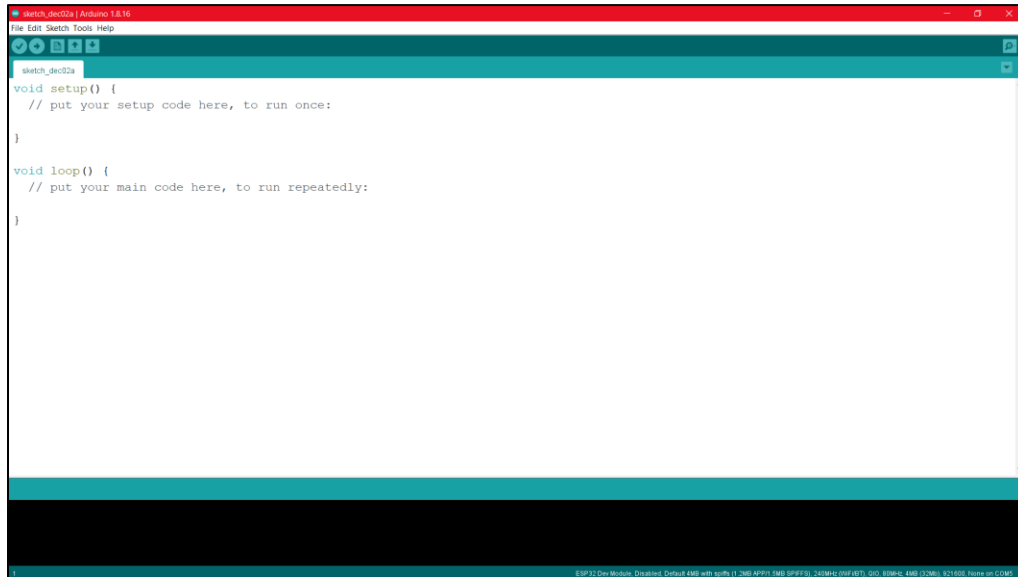 sketch_dec02a | Arduino 1.8.16
File Edit Sketch Tools Help
sketch_dec02a
void setup() {
  // put your setup code here, to run once:
}
void loop() {
  // put your main code here, to run repeatedly:
}
1 ESP32 Dev Module, Disabled, Default 4MB with spiffs (1.2MB APP/1.5MB SPIFFS), 240MHz (WiFi/BT), QIO, 80MHz, 4MB (32Mb), 921600, None on COM5